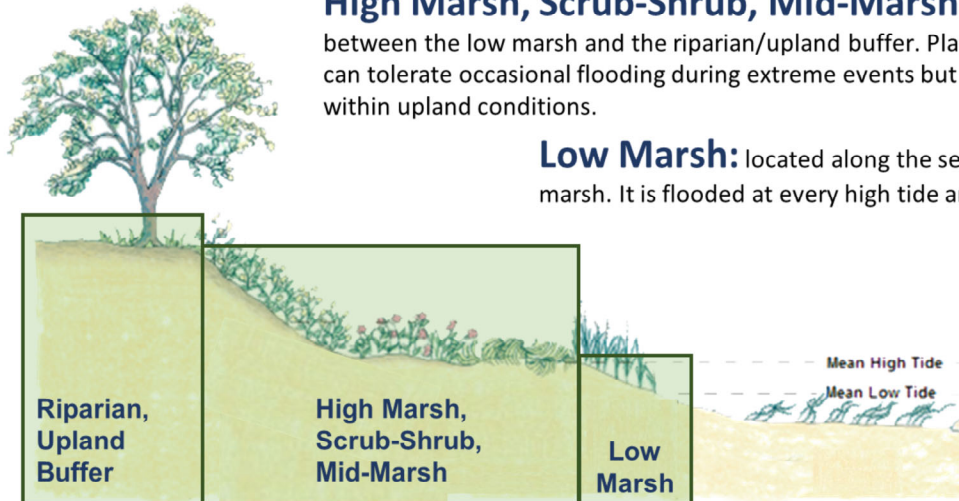 High Marsh, Scrub-Shrub, Mid-Marsh
between the low marsh and the riparian/upland buffer. Pla
can tolerate occasional flooding during extreme events but
within upland conditions.
Low Marsh: located along the se
marsh. It is flooded at every high tide a
Mean High Tide
Mean Low Tide
Riparian,
Upland
Buffer
High Marsh,
Scrub-Shrub,
Mid-Marsh
Low
Marsh